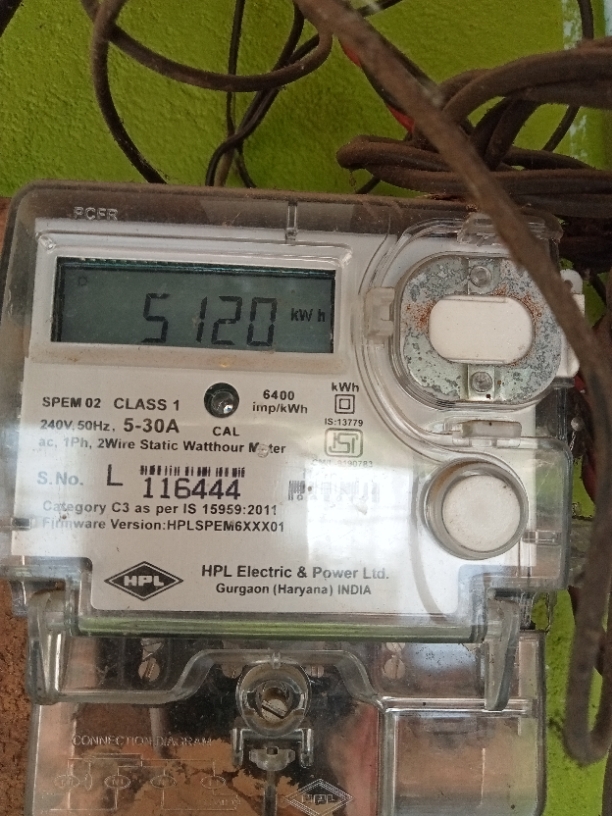 5120 kWh
SPEM 02 CLASS 1
6400
imp/kWh
kWh
240V, 50Hz, 5-30A
CAL
IS:13779
ac, 1Ph, 2Wire Static Watthour Meter
S.No. L 116444
Category C3 as per IS 15959:2011
Firmware Version:HPLSPEM6XXX01
HPL
HPL Electric & Power Ltd.
Gurgaon (Haryana) INDIA
CONNECTION DIAGRAM
HPL